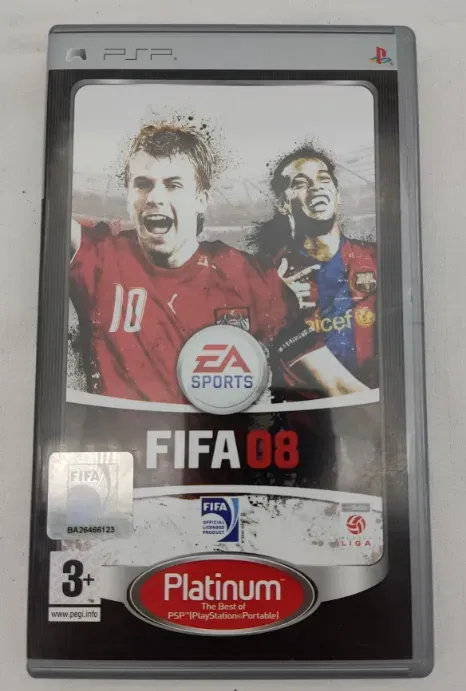 PSP
10
unicef
EA
SPORTS
FIFA 08
FIFA
BA26466123
FIFA
OFFICIAL
LICENSED
PRODUCT
LIGA
3+
www.pegi.info
Platinum™
The Best of
PSP™(PlayStation®Portable)